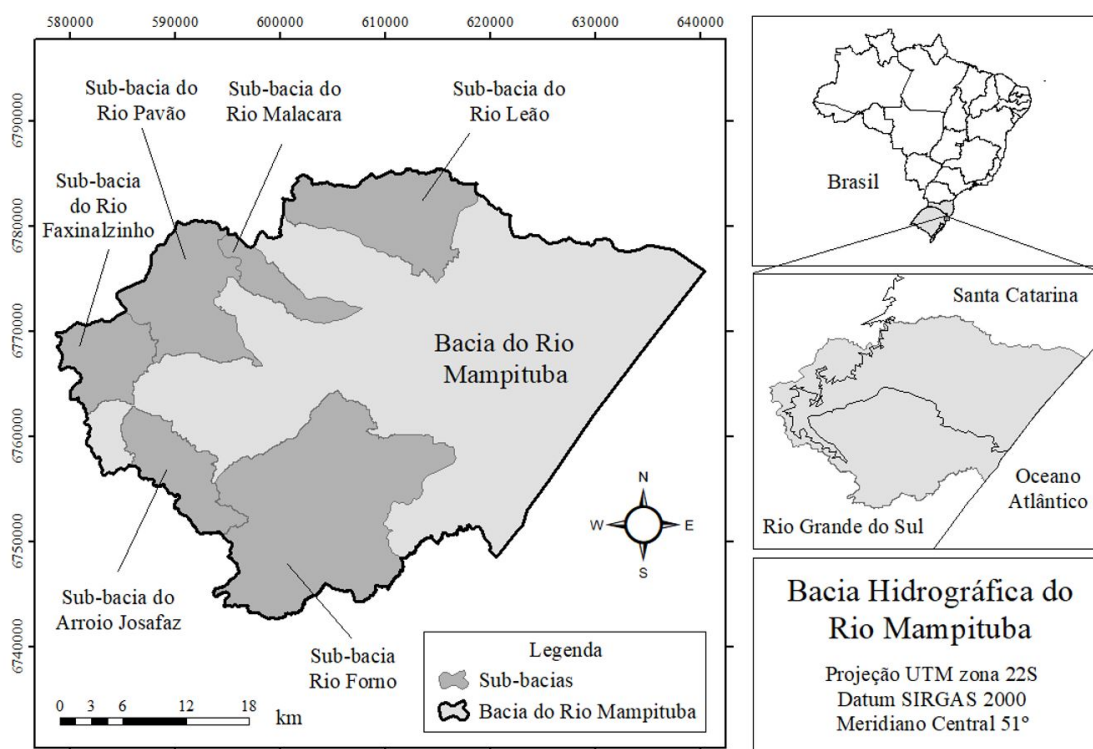 580000 590000 600000 610000 620000 630000 640000
6790000
6780000
6770000
6760000
6750000
6740000
Sub-bacia do
Rio Pavão
Sub-bacia do
Rio Malacara
Sub-bacia do
Rio Leão
Sub-bacia
do Rio
Faxinalzinho
Bacia do Rio
Mampituba
Sub-bacia do
Arroio Josafaz
Sub-bacia
Rio Forno
N
W E
S
0 3 6 12 18
km
Legenda
Sub-bacias
Bacia do Rio Mampituba
Brasil
Santa Catarina
Oceano
Atlântico
Rio Grande do Sul
Bacia Hidrográfica do
Rio Mampituba
Projeção UTM zona 22S
Datum SIRGAS 2000
Meridiano Central 51º